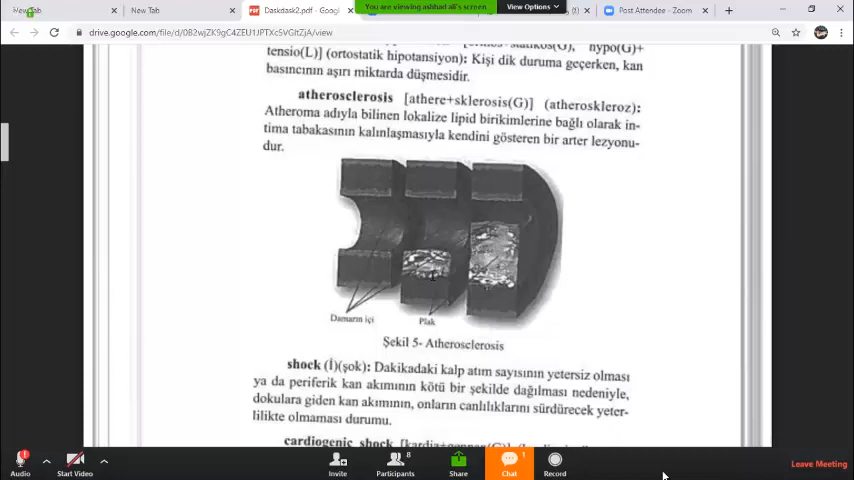 New Tab
New Tab
Daskdask2.pdf - Googl
You are viewing ashhad ali's screen
View Options
Post Attendee - Zoom
drive.google.com/file/d/0B2wjZK9gC4ZEU1JPTXc5VGItZjA/view
tensio(L)] (ortostatik hipotansiyon): Kişi dik duruma geçerken, kan
basıncının aşırı miktarda düşmesidir.
atherosclerosis [athere+sklerosis(G)] (atheroskleroz):
Atheroma adıyla bilinen lokalize lipid birikimlerine bağlı olarak in-
tima tabakasının kalınlaşmasıyla kendini gösteren bir arter lezyonu-
dur.
Damarın içi
Plak
Şekil 5- Atherosclerosis
shock (İ)(şok): Dakikadaki kalp atım sayısının yetersiz olması
ya da periferik kan akımının kötü bir şekilde dağılması nedeniyle,
dokulara giden kan akımının, onların canlılıklarını sürdürecek yeter-
lilikte olmaması durumu.
cardiogenic shock
Audio
Start Video
Invite
Participants
8
Share
Chat
1
Record
Leave Meeting